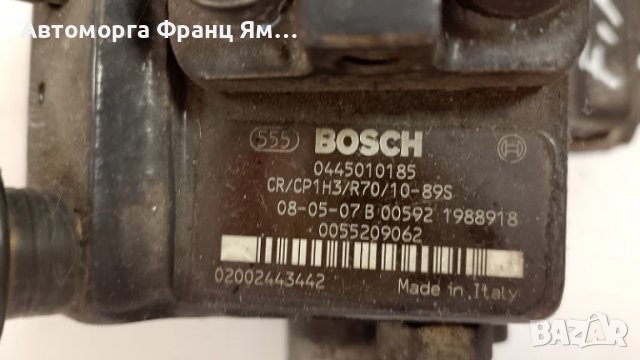 Автоморга Франц Ям...
555 BOSCH
0445010185
CR/CP1H3/R70/10-89S
08-05-07 B 00592 1988918
0055209062
02002443442 Made in Italy
BAZAR